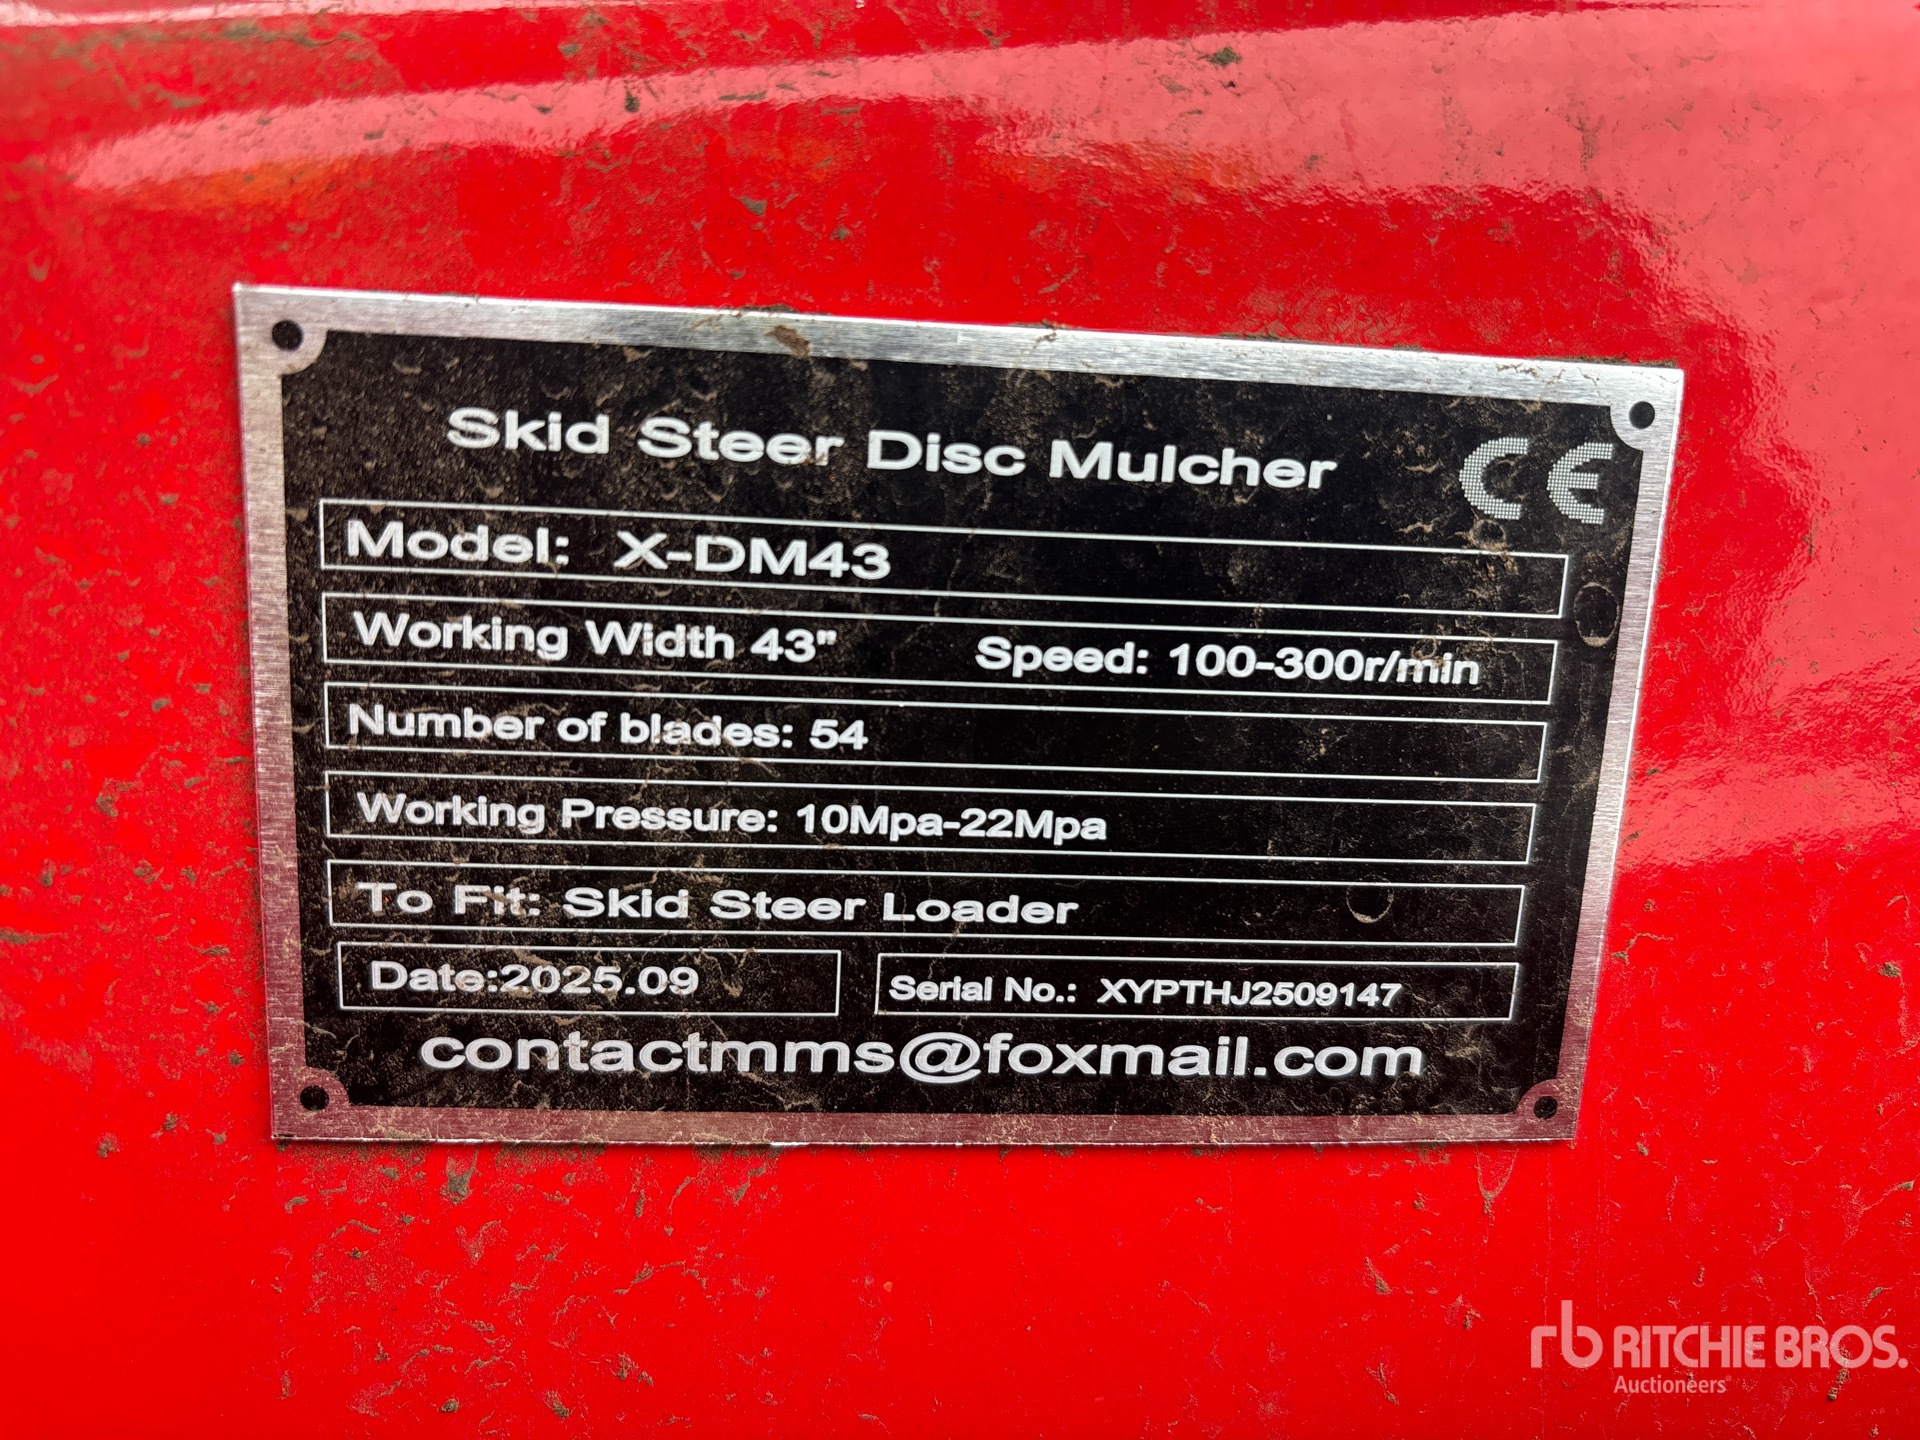 Skid Steer Disc Mulcher CE
Model: X-DM43
Working Width 43" Speed: 100-300r/min
Number of blades: 54
Working Pressure: 10Mpa-22Mpa
To Fit: Skid Steer Loader
Date:2025.09 Serial No.: XYPTHJ2509147
contactmms@foxmail.com
rb RITCHIE BROS.
Auctioneers